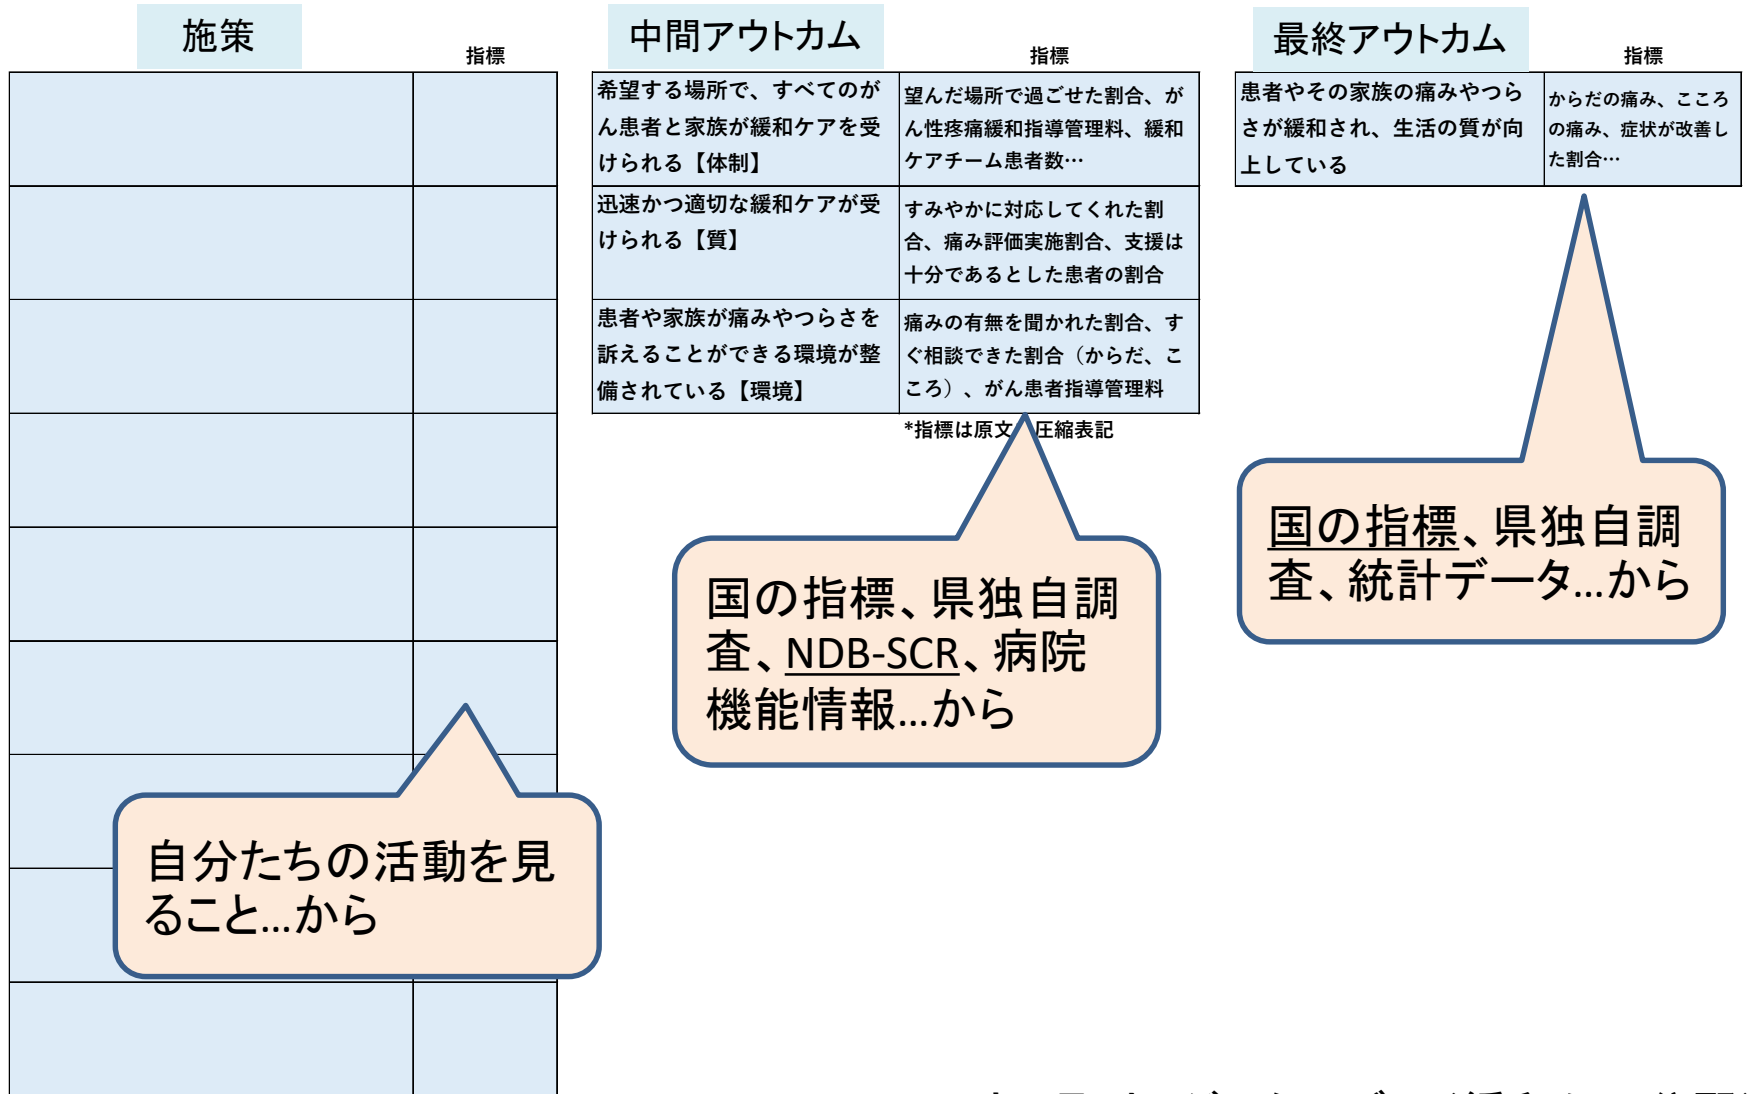 施策
指標
中間アウトカム
指標
希望する場所で、すべてのが
ん患者と家族が緩和ケアを受
けられる【体制】
望んだ場所で過ごせた割合、が
ん性疼痛緩和指導管理料、緩和
ケアチーム患者数…
迅速かつ適切な緩和ケアが受
けられる【質】
すみやかに対応してくれた割
合、痛み評価実施割合、支援は
十分であるとした患者の割合
患者や家族が痛みやつらさを
訴えることができる環境が整
備されている【環境】
痛みの有無を聞かれた割合、す
ぐ相談できた割合（からだ、こ
ころ）、がん患者指導管理料
*指標は原文 圧縮表記
最終アウトカム
指標
患者やその家族の痛みやつら
さが緩和され、生活の質が向
上している
からだの痛み、こころ
の痛み、症状が改善し
た割合…
自分たちの活動を見
ること…から
国の指標、県独自調
査、NDB-SCR、病院
機能情報…から
国の指標、県独自調
査、統計データ…から